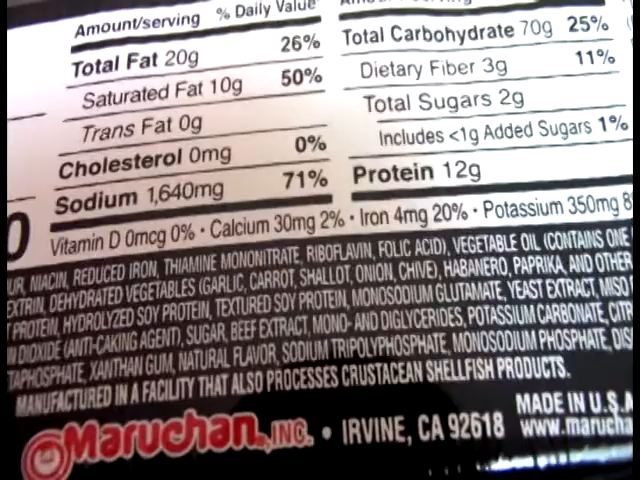 Amount/serving % Daily Value
Total Fat 20g 26%
Saturated Fat 10g 50%
Trans Fat 0g
Cholesterol 0mg 0%
Sodium 1,640mg 71%
Total Carbohydrate 70g 25%
Dietary Fiber 3g 11%
Total Sugars 2g
Includes <1g Added Sugars 1%
Protein 12g
0
Vitamin D 0mcg 0% • Calcium 30mg 2% • Iron 4mg 20% • Potassium 350mg 8
UR, NIACIN, REDUCED IRON, THIAMINE MONONITRATE, RIBOFLAVIN, FOLIC ACID), VEGETABLE OIL (CONTAINS ONE
EXTRIN, DEHYDRATED VEGETABLES (GARLIC, CARROT, SHALLOT, ONION, CHIVE), HABANERO, PAPRIKA, AND OTHER
PROTEIN, HYDROLYZED SOY PROTEIN, TEXTURED SOY PROTEIN, MONOSODIUM GLUTAMATE, YEAST EXTRACT, MISO
DIOXIDE (ANTI-CAKING AGENT), SUGAR, BEEF EXTRACT, MONO- AND DIGLYCERIDES, POTASSIUM CARBONATE, CITR
TAPHOSPHATE, XANTHAN GUM, NATURAL FLAVOR, SODIUM TRIPOLYPHOSPHATE, MONOSODIUM PHOSPHATE, DIS
MANUFACTURED IN A FACILITY THAT ALSO PROCESSES CRUSTACEAN SHELLFISH PRODUCTS.
MADE IN U.S.A
Maruchan, INC. • IRVINE, CA 92618 www.marucha